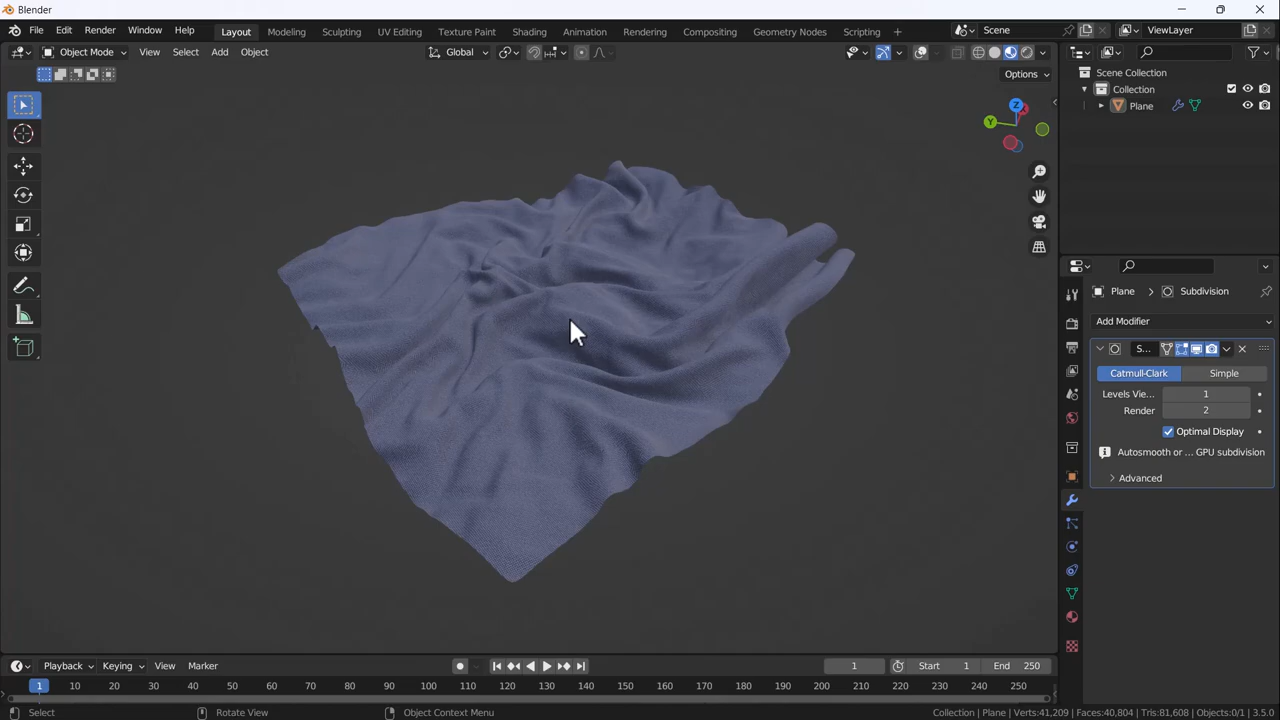 Blender
File Edit Render Window Help Layout Modeling Sculpting UV Editing Texture Paint Shading Animation Rendering Compositing Geometry Nodes Scripting + Scene ViewLayer
Object Mode View Select Add Object Global
Options
Z
Y
X
Scene Collection
Collection
Plane
Plane > Subdivision
Add Modifier
S...
Catmull-Clark Simple
Levels Vie... 1
Render 2
Optimal Display
Autosmooth or ... GPU subdivision
Advanced
Playback Keying View Marker 1 Start 1 End 250
1 10 20 30 40 50 60 70 80 90 100 110 120 130 140 150 160 170 180 190 200 210 220 230 240 250
Select Rotate View Object Context Menu Collection | Plane | Verts:41,209 | Faces:40,804 | Tris:81,608 | Objects:0/1 | 3.5.0